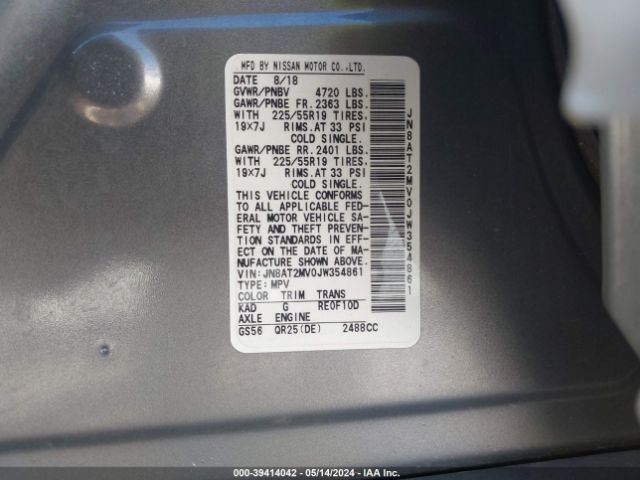 MFD BY NISSAN MOTOR CO.,LTD.
DATE 8/18
GVWR/PNBV 4720 LBS.
GAWR/PNBE FR. 2363 LBS.
WITH 225/55R19 TIRES.
19×7J RIMS.AT 33 PSI
COLD SINGLE.
GAWR/PNBE RR. 2401 LBS.
WITH 225/55R19 TIRES.
19×7J RIMS.AT 33 PSI
COLD SINGLE.
THIS VEHICLE CONFORMS
TO ALL APPLICABLE FED-
ERAL MOTOR VEHICLE SA-
FETY AND THEFT PREVEN-
TION STANDARDS IN EFF-
ECT ON THE DATE OF MA-
NUFACTURE SHOWN ABOVE.
VIN: JN8AT2MV0JW354861
TYPE: MPV
COLOR TRIM TRANS
KAD G RE0F10D
AXLE ENGINE
GS56 QR25(DE) 2488CC
JN8AT2MV0JW354861
000-39414042 - 05/14/2024 - IAA Inc.